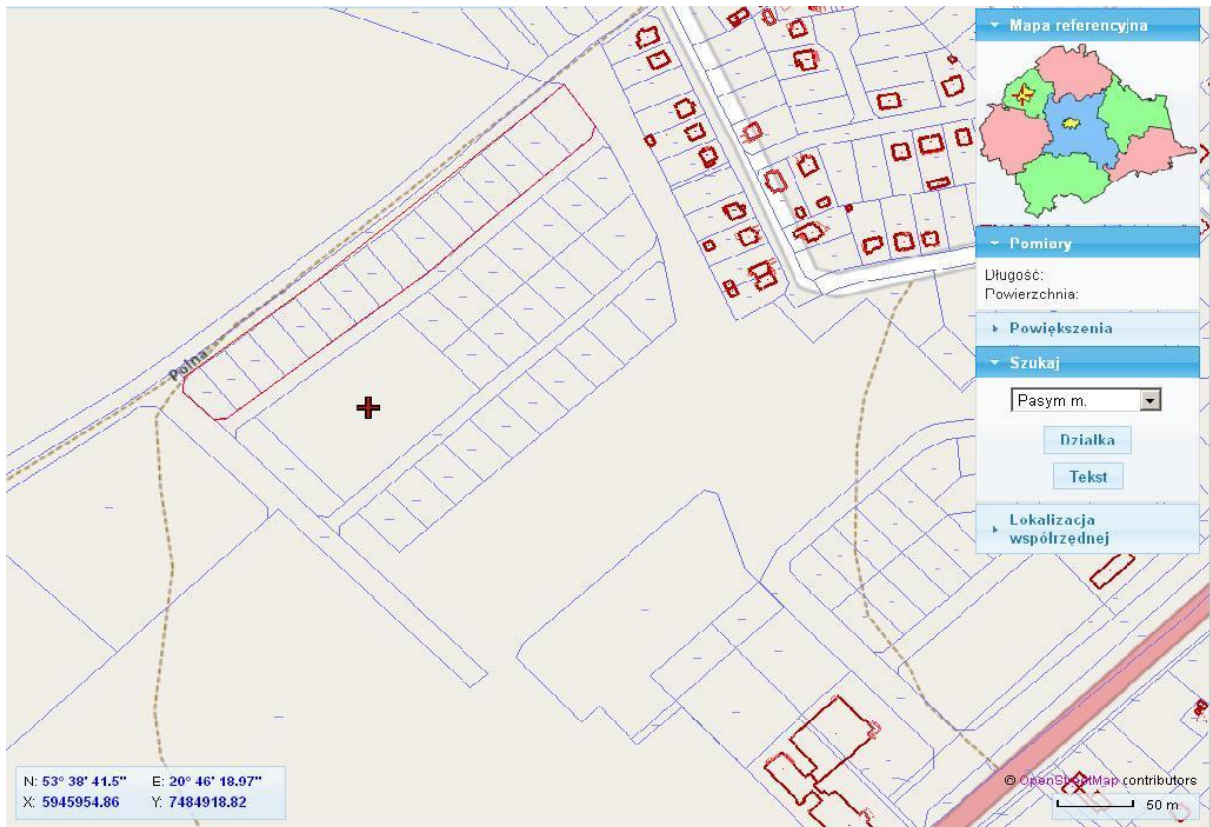 Mapa referencyjna
Pomiary
Długość:
Powierzchnia:
Powiększenia
Szukaj
Pasym m.
Działka
Tekst
Lokalizacja
współrzędnej
Polna
N: 53° 38' 41.5" E: 20° 46' 18.97"
X: 5945954.86 Y: 7484918.82
© OpenStreetMap contributors
50 m